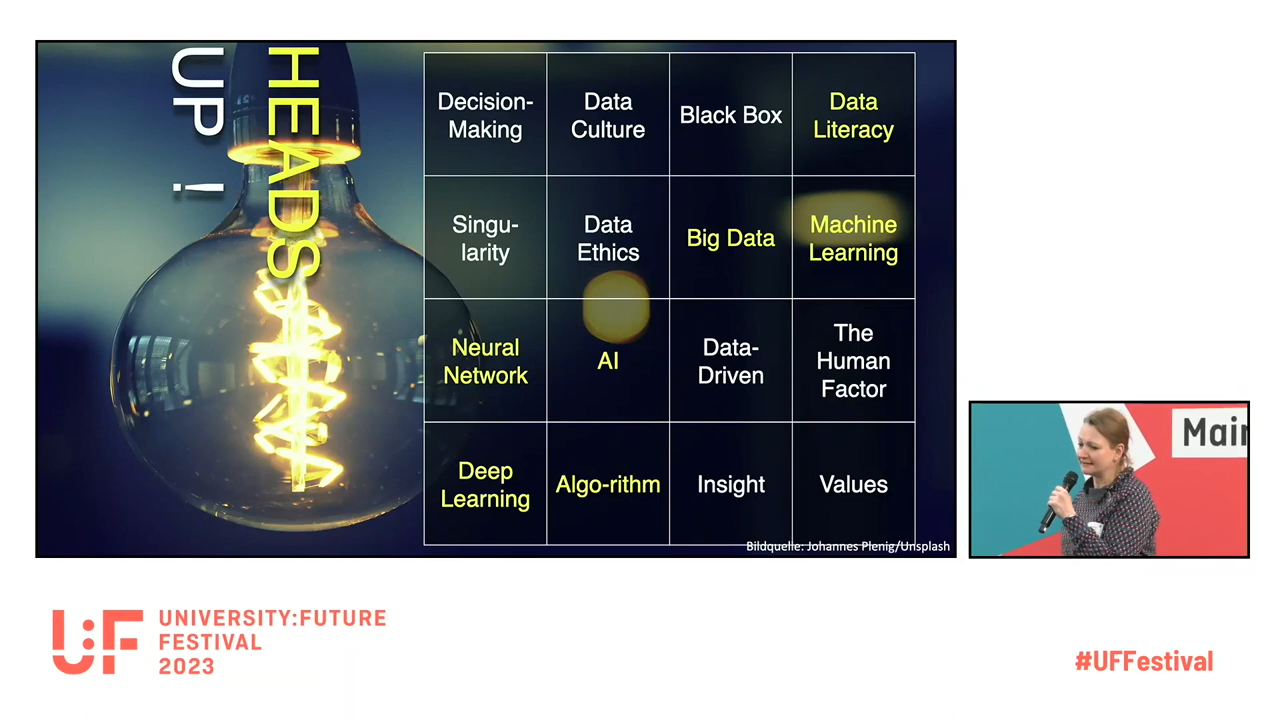 HEADS
UP !
Decision-
Making
Data
Culture
Black Box
Data
Literacy
Singu-
larity
Data
Ethics
Big Data
Machine
Learning
Neural
Network
AI
Data-
Driven
The
Human
Factor
Deep
Learning
Algo-rithm
Insight
Values
Bildquelle: Johannes Plenig/Unsplash
Mair
U:F
UNIVERSITY:FUTURE
FESTIVAL
2023
#UFFestival